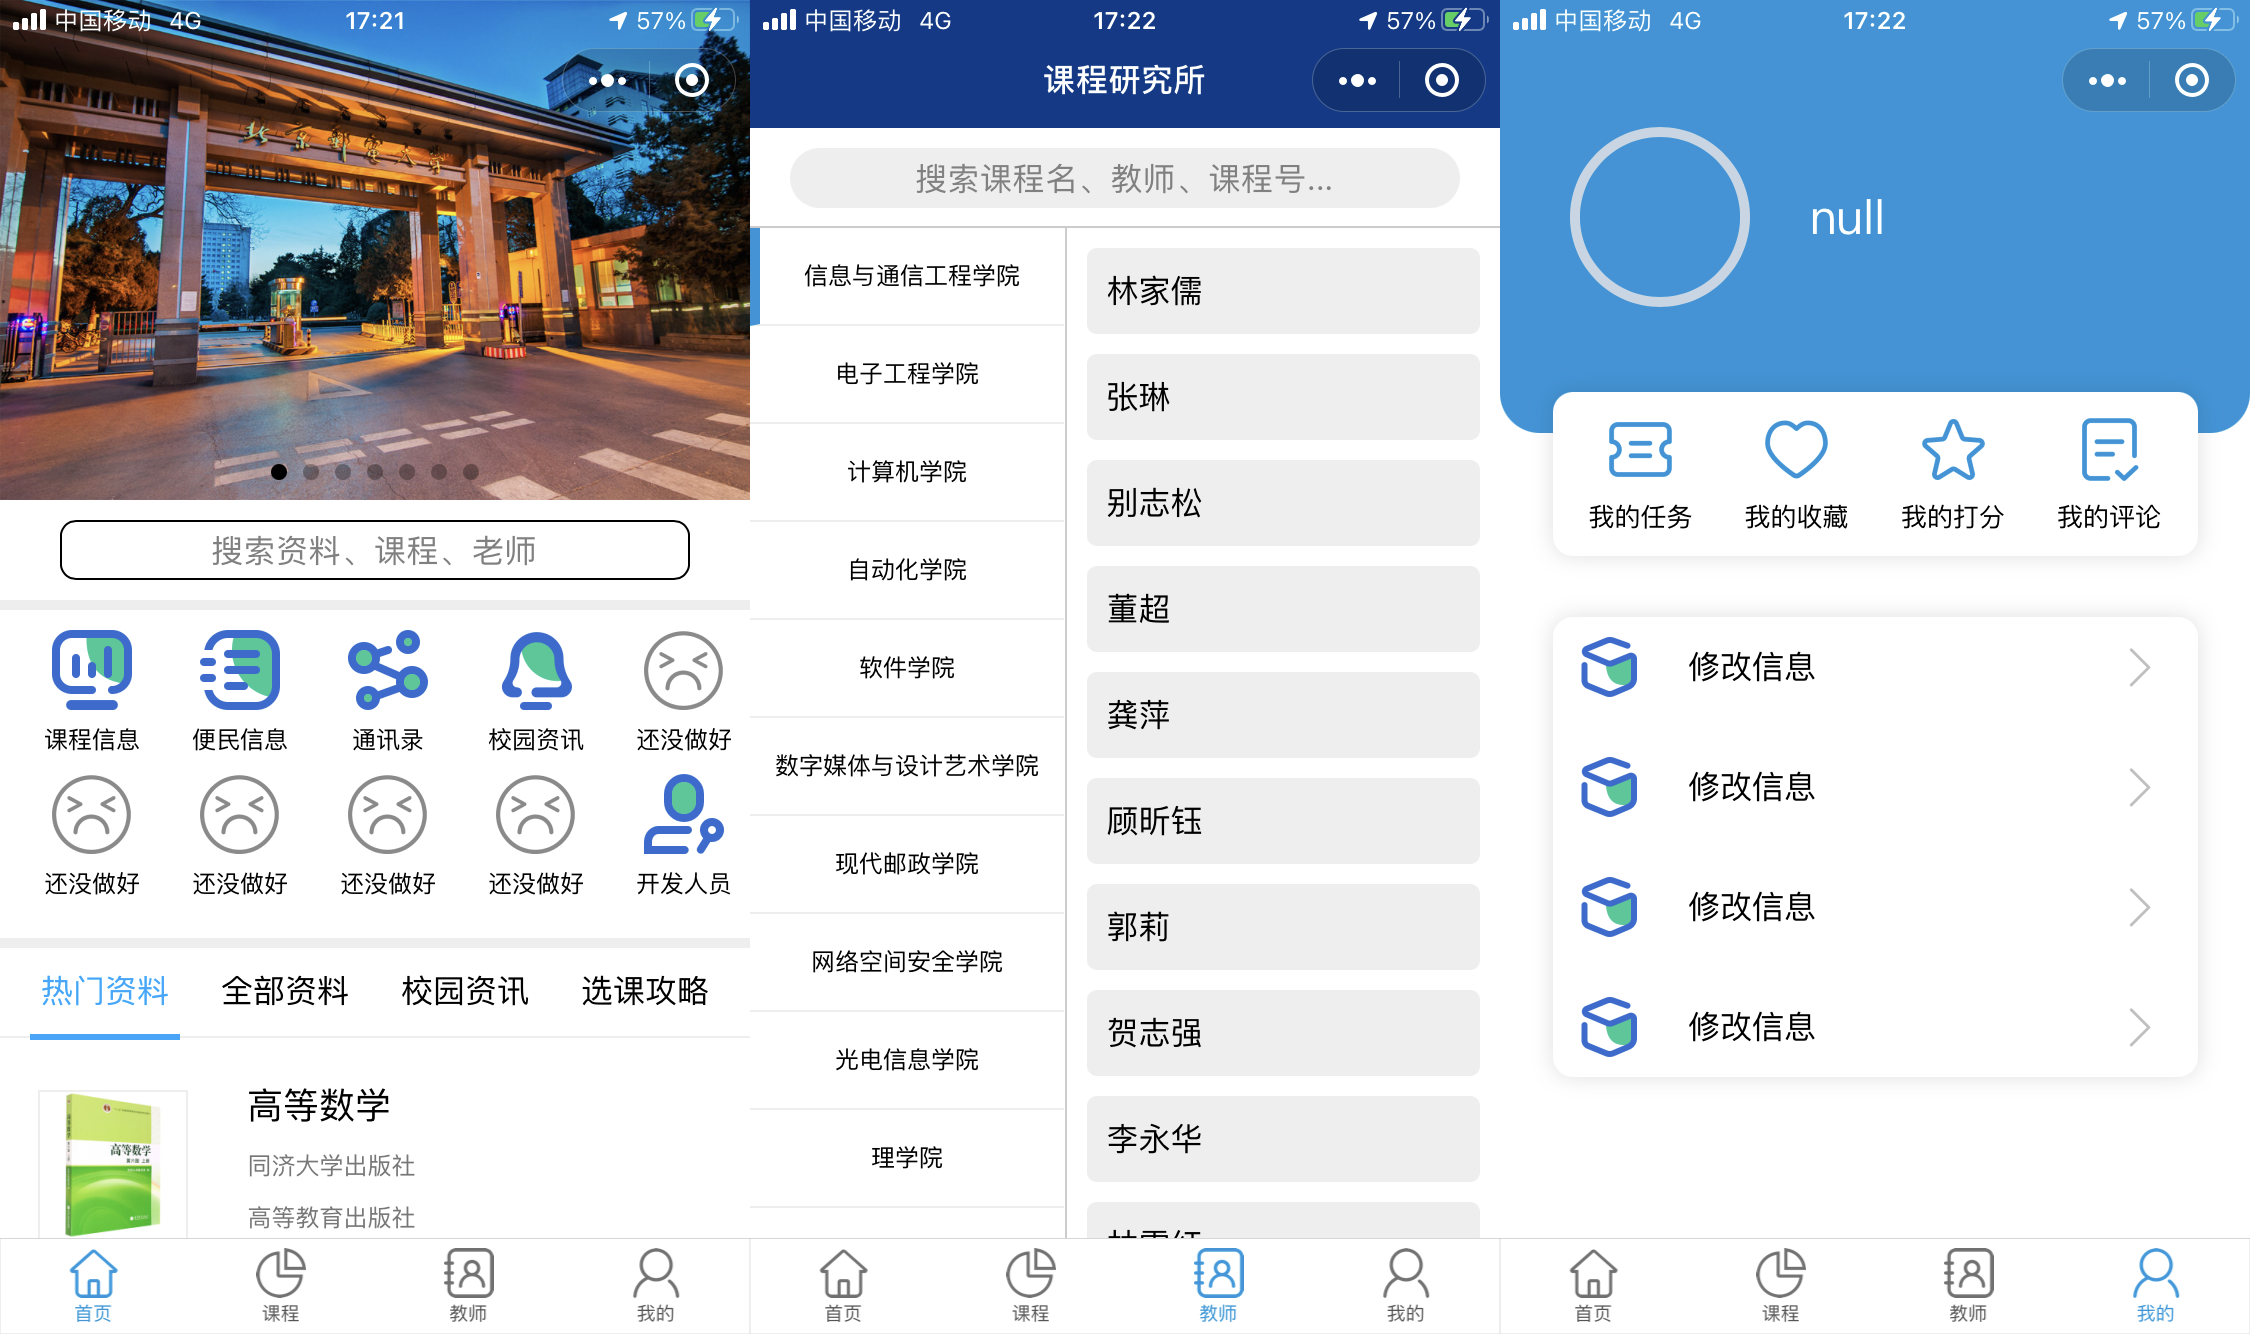 中国移动 4G 17:21 57%
北京邮电大学
搜索资料、课程、老师
课程信息 便民信息 通讯录 校园资讯 还没做好
还没做好 还没做好 还没做好 还没做好 开发人员
热门资料 全部资料 校园资讯 选课攻略
高等数学
高等数学
同济大学出版社
高等教育出版社
首页 课程 教师 我的
中国移动 4G 17:22 57%
课程研究所
搜索课程名、教师、课程号...
信息与通信工程学院
电子工程学院
计算机学院
自动化学院
软件学院
数字媒体与设计艺术学院
现代邮政学院
网络空间安全学院
光电信息学院
理学院
林家儒
张琳
别志松
董超
龚萍
顾昕钰
郭莉
贺志强
李永华
首页 课程 教师 我的
中国移动 4G 17:22 57%
null
我的任务 我的收藏 我的打分 我的评论
修改信息
修改信息
修改信息
修改信息
首页 课程 教师 我的